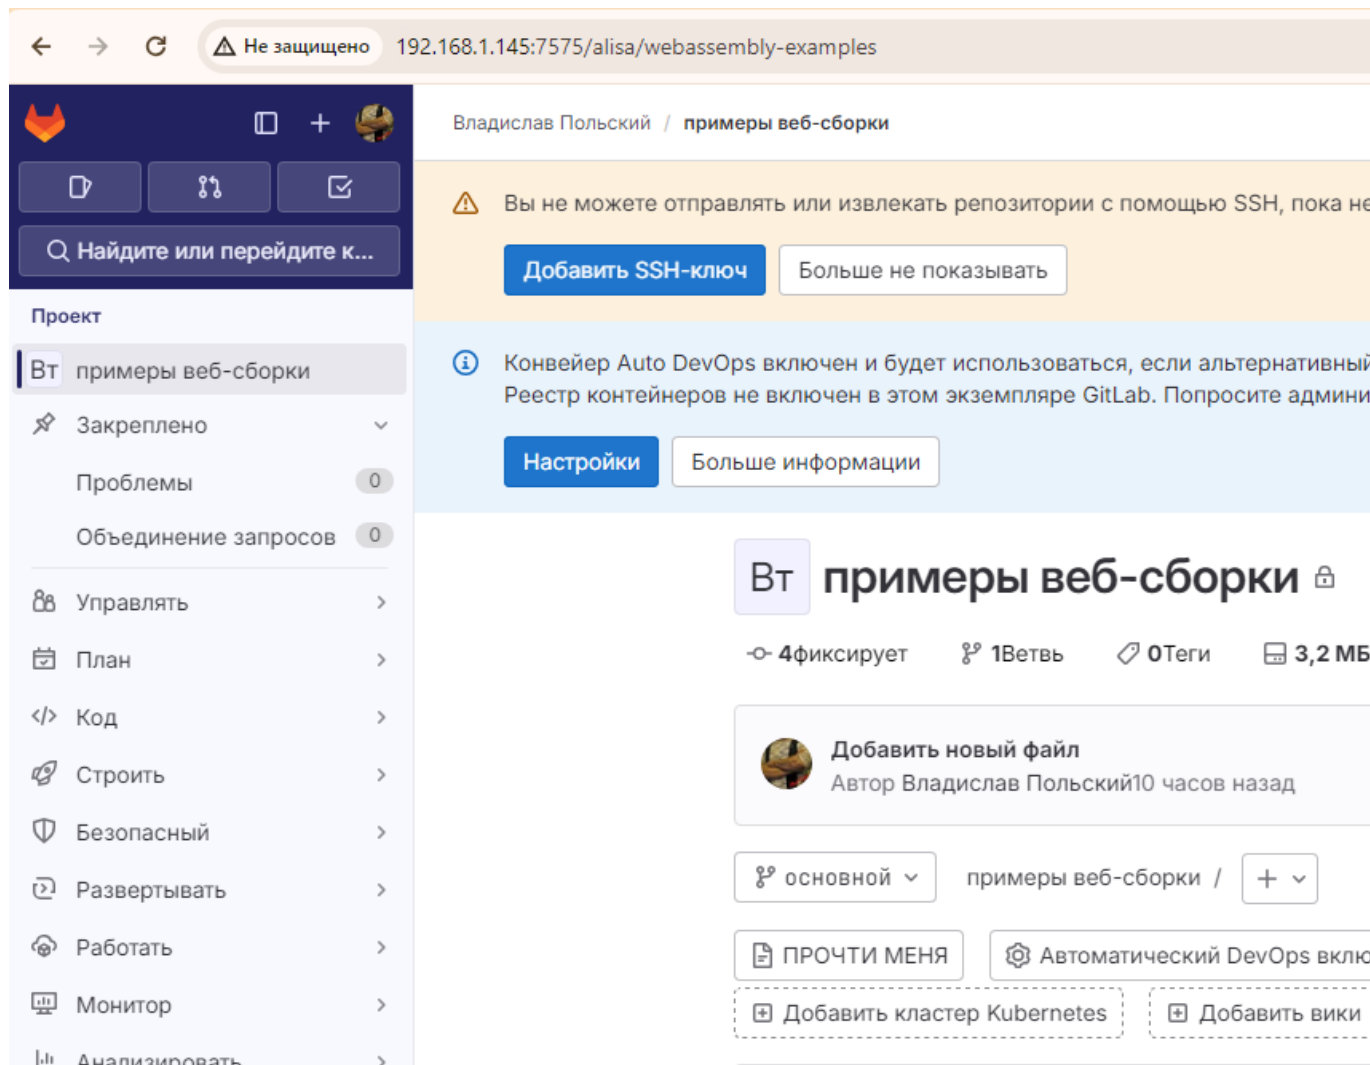 Не защищено 192.168.1.145:7575/alisa/webassembly-examples
Владислав Польский / примеры веб-сборки
Найдите или перейдите к...
Проект
Вт примеры веб-сборки
Закреплено
Проблемы 0
Объединение запросов 0
Управлять
План
Код
Строить
Безопасный
Развертывать
Работать
Монитор
Анализировать
Вы не можете отправлять или извлекать репозитории с помощью SSH, пока не
Добавить SSH-ключ Больше не показывать
Конвейер Auto DevOps включен и будет использоваться, если альтернативный
Реестр контейнеров не включен в этом экземпляре GitLab. Попросите админи
Настройки Больше информации
Вт примеры веб-сборки
4фиксирует 1Ветвь 0Теги 3,2 МБ
Добавить новый файл
Автор Владислав Польский10 часов назад
основной примеры веб-сборки /
ПРОЧТИ МЕНЯ Автоматический DevOps вклю
Добавить кластер Kubernetes Добавить вики